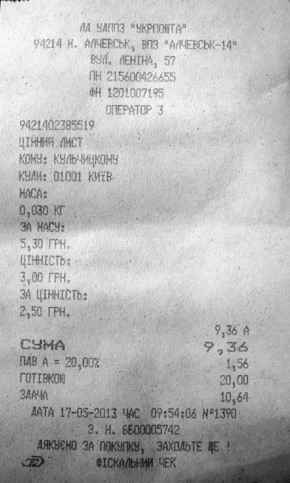 ЛД УДППЗ "УКРПОШТА"
94214 М. АЛЧЕВСЬК, ВПЗ "АЛЧЕВСЬК-14"
ВУЛ. ЛЕНІНА, 57
ПН 215600426655
ФН 1201007195
ОПЕРАТОР 3
9421402385519
ЦІННИЙ ЛИСТ
КОМУ: КУЛЬЧИЦКОМУ
КУДИ: 01001 КИЇВ
МАСА:
0,030 КГ
ЗА МАСУ:
5,30 ГРН.
ЦІННІСТЬ:
3,00 ГРН.
ЗА ЦІННІСТЬ:
2,50 ГРН.
9,36 А
СУМА 9,36
ПДВ А = 20,00% 1,56
ГОТІВКОЮ 20,00
ЗДАЧА 10,64
ДАТА 17-05-2013 ЧАС 09:54:06 №1390
З. Н. ББ00005742
ДЯКУЄМО ЗА ПОКУПКУ, ЗАХОДЬТЕ ЩЕ !
ФІСКАЛЬНИЙ ЧЕК